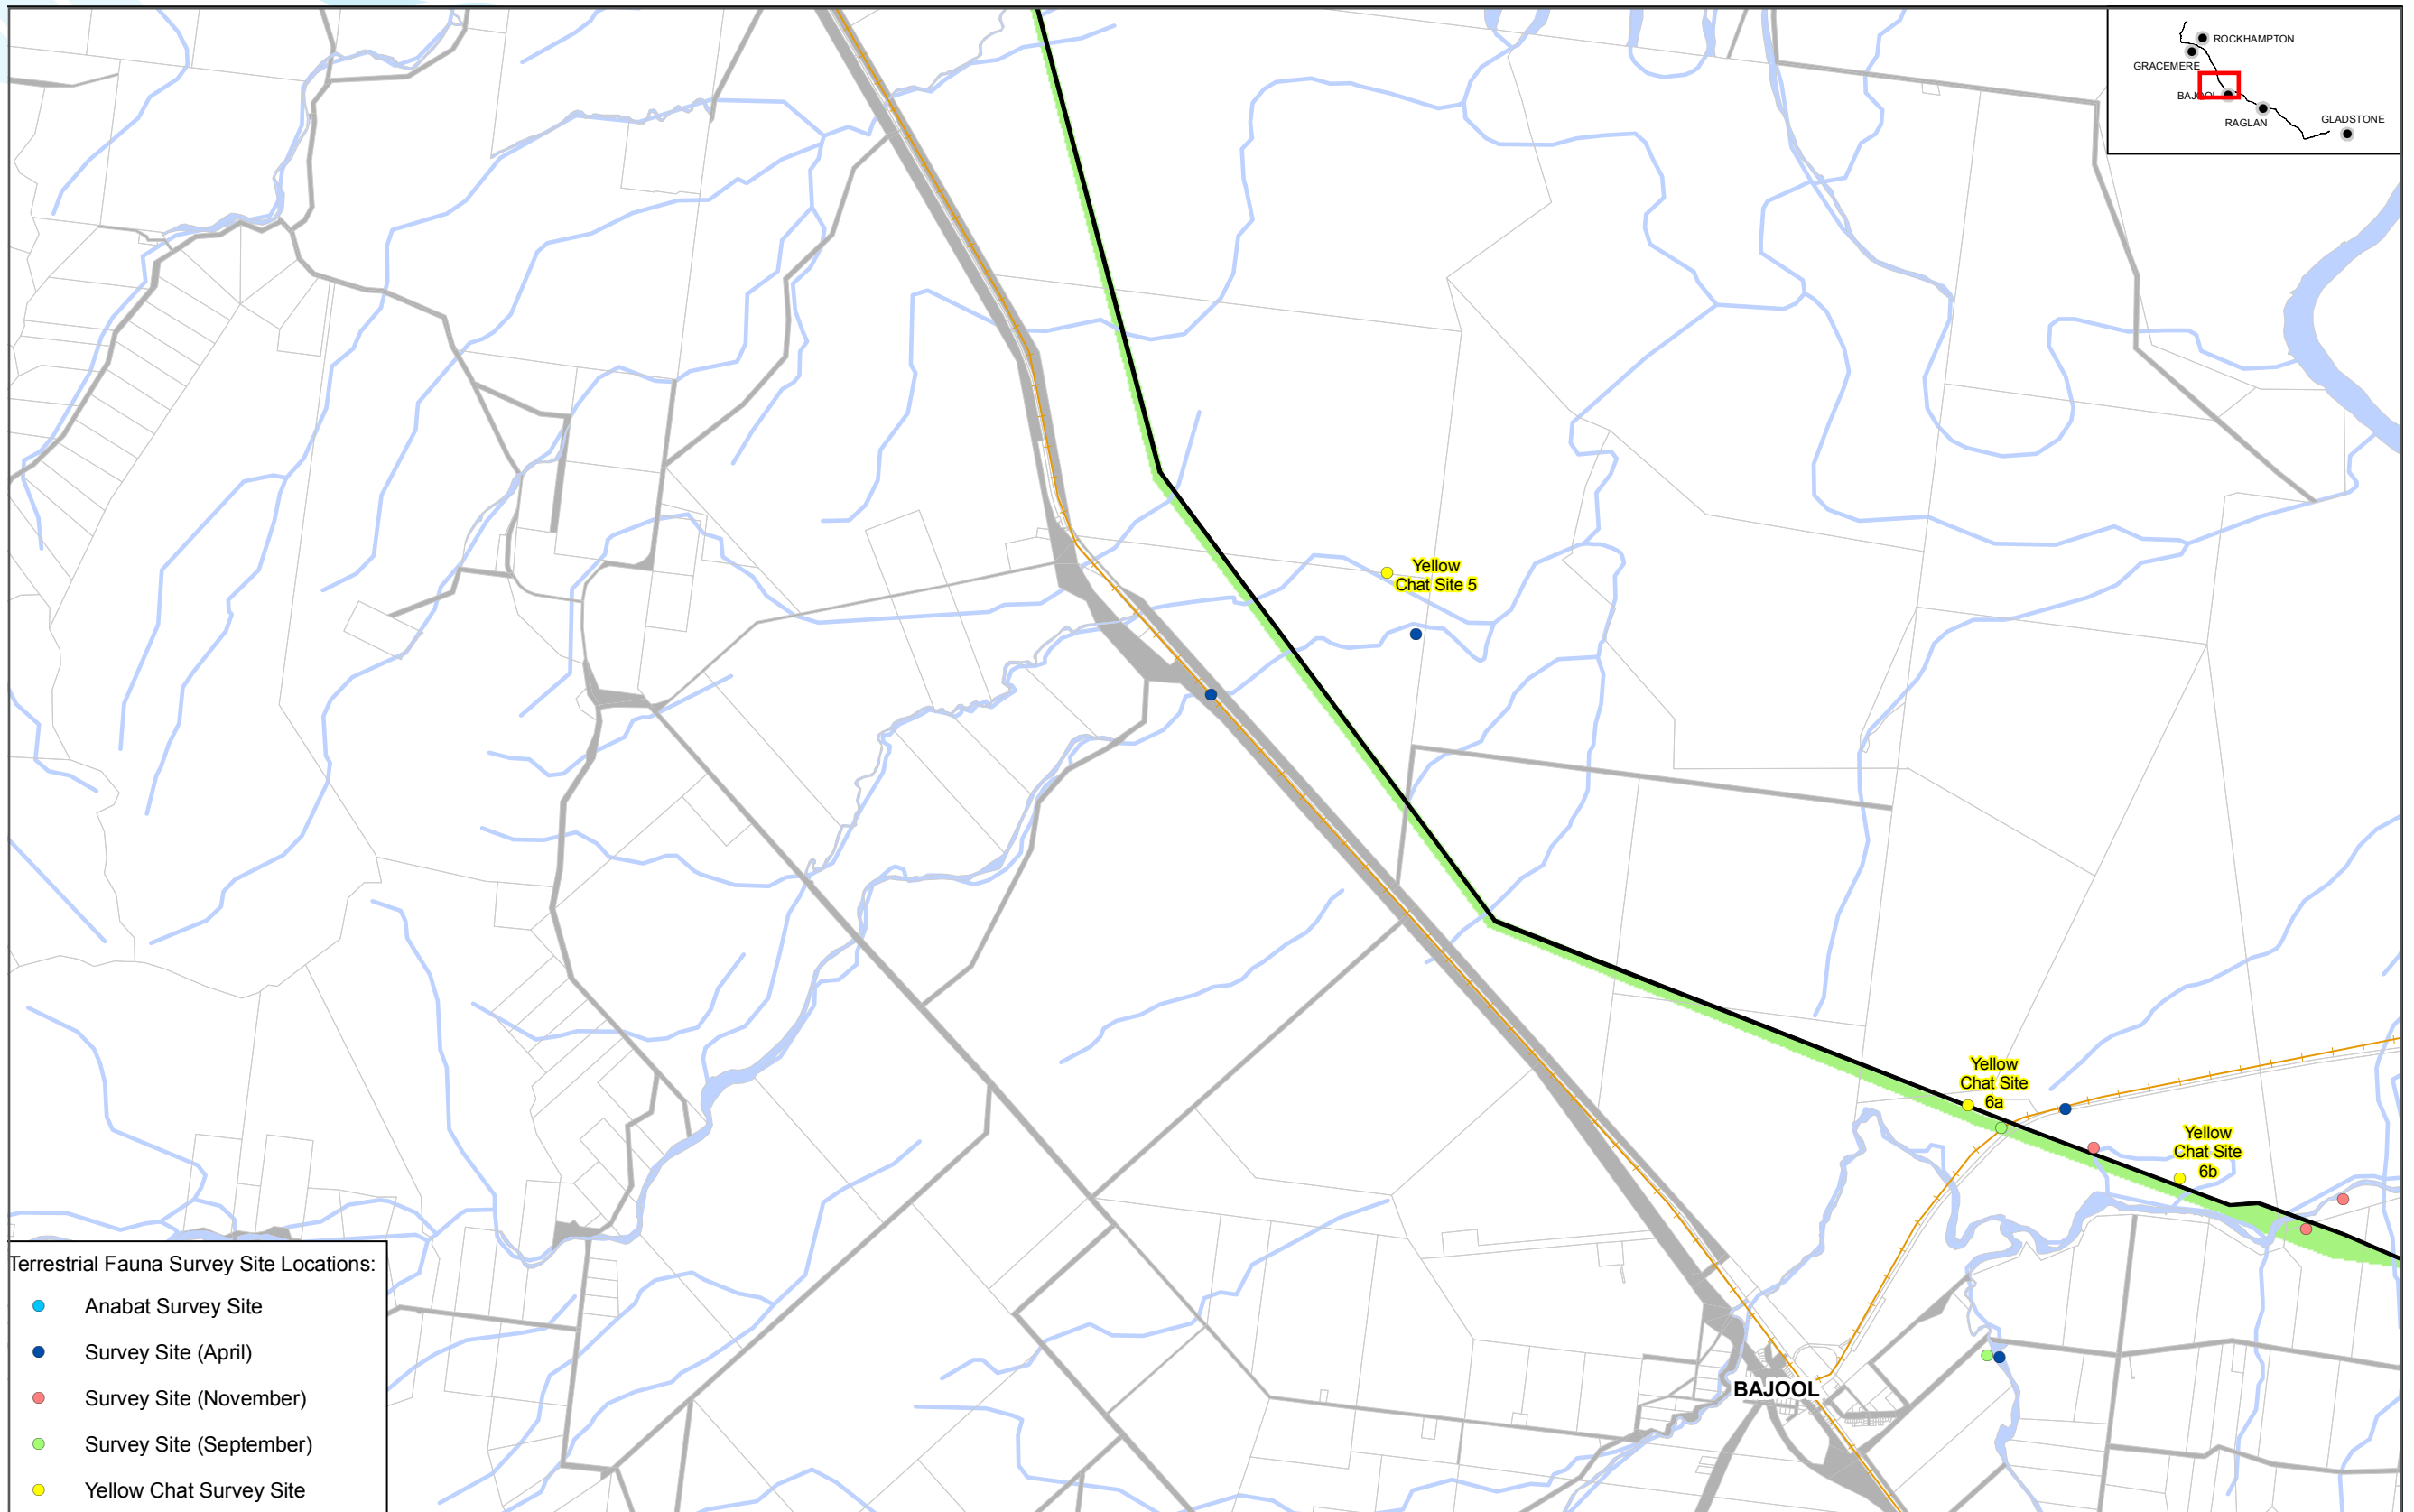 ROCKHAMPTON
GRACEMERE
BAJOOL
RAGLAN
GLADSTONE
Yellow
Chat Site 5
Yellow
Chat Site
6a
Yellow
Chat Site
6b
BAJOOL
Terrestrial Fauna Survey Site Locations:
Anabat Survey Site
Survey Site (April)
Survey Site (November)
Survey Site (September)
Yellow Chat Survey Site